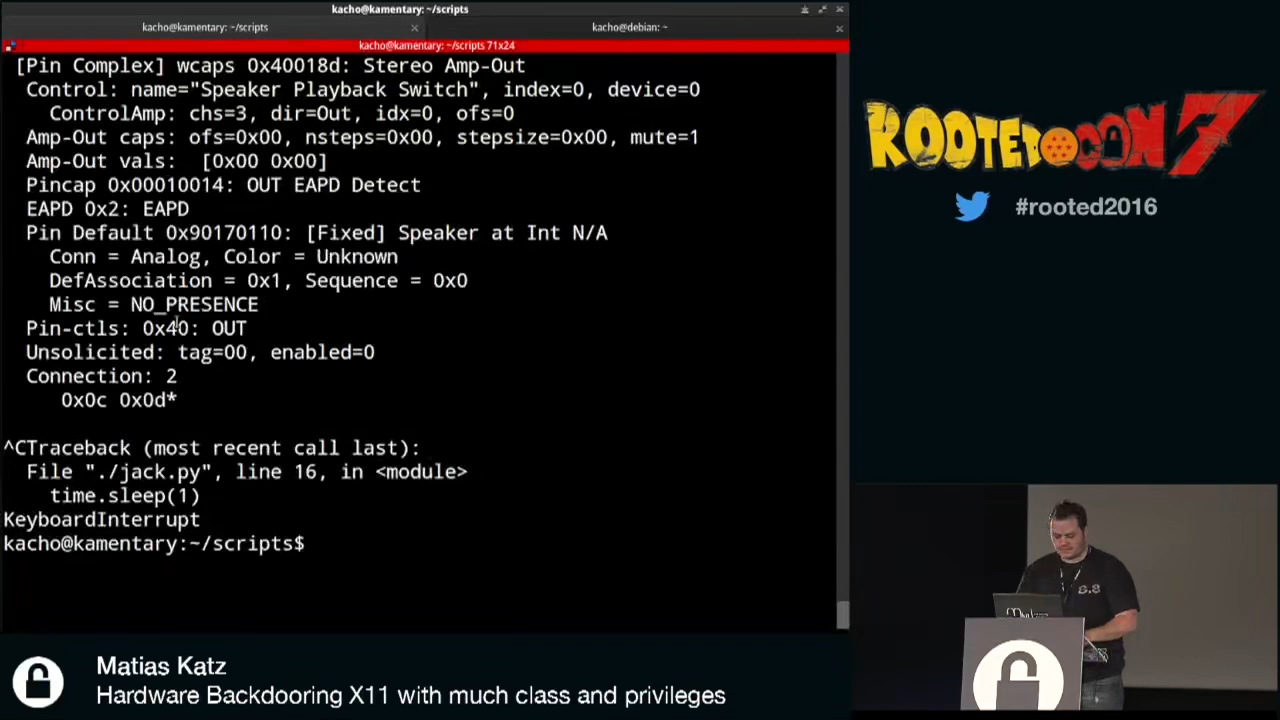 kacho@kamentary: ~/scripts
kacho@kamentary: ~/scripts
kacho@debian: ~
kacho@kamentary: ~/scripts 71x24
[Pin Complex] wcaps 0x40018d: Stereo Amp-Out
Control: name="Speaker Playback Switch", index=0, device=0
ControlAmp: chs=3, dir=Out, idx=0, ofs=0
Amp-Out caps: ofs=0x00, nsteps=0x00, stepsize=0x00, mute=1
Amp-Out vals:  [0x00 0x00]
Pincap 0x00010014: OUT EAPD Detect
EAPD 0x2: EAPD
Pin Default 0x90170110: [Fixed] Speaker at Int N/A
Conn = Analog, Color = Unknown
DefAssociation = 0x1, Sequence = 0x0
Misc = NO_PRESENCE
Pin-ctls: 0x40: OUT
Unsolicited: tag=00, enabled=0
Connection: 2
0x0c 0x0d*
^CTraceback (most recent call last):
File "./jack.py", line 16, in <module>
time.sleep(1)
KeyboardInterrupt
kacho@kamentary:~/scripts$
ROOTED CON 7
#rooted2016
Matias Katz
Hardware Backdooring X11 with much class and privileges